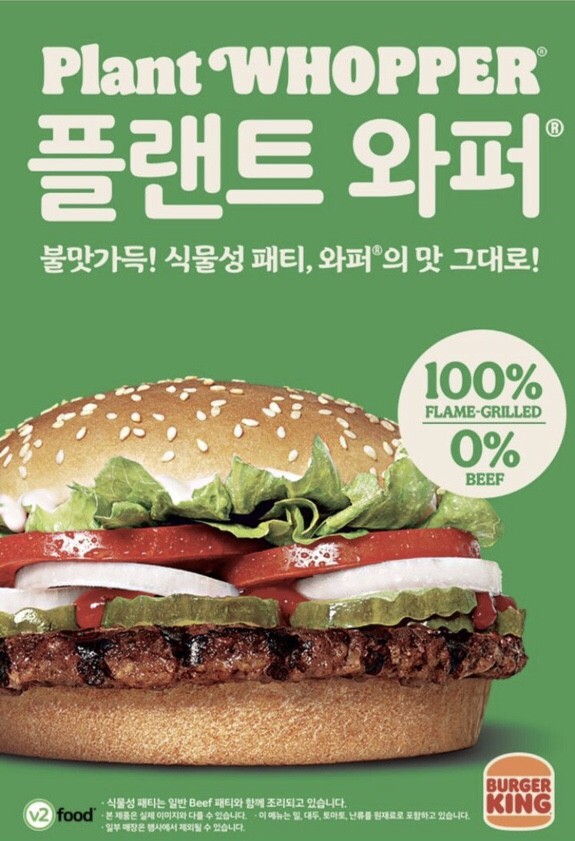 Plant WHOPPER®
플랜트 와퍼®
불맛가득! 식물성 패티, 와퍼®의 맛 그대로!
100%
FLAME-GRILLED
0%
BEEF
v2 food®
· 식물성 패티는 일반 Beef 패티와 함께 조리되고 있습니다.
· 본 제품은 실제 이미지와 다를 수 있습니다. · 이 메뉴는 밀, 대두, 토마토, 난류를 원재료로 포함하고 있습니다.
· 일부 매장은 행사에서 제외될 수 있습니다.
BURGER
KING